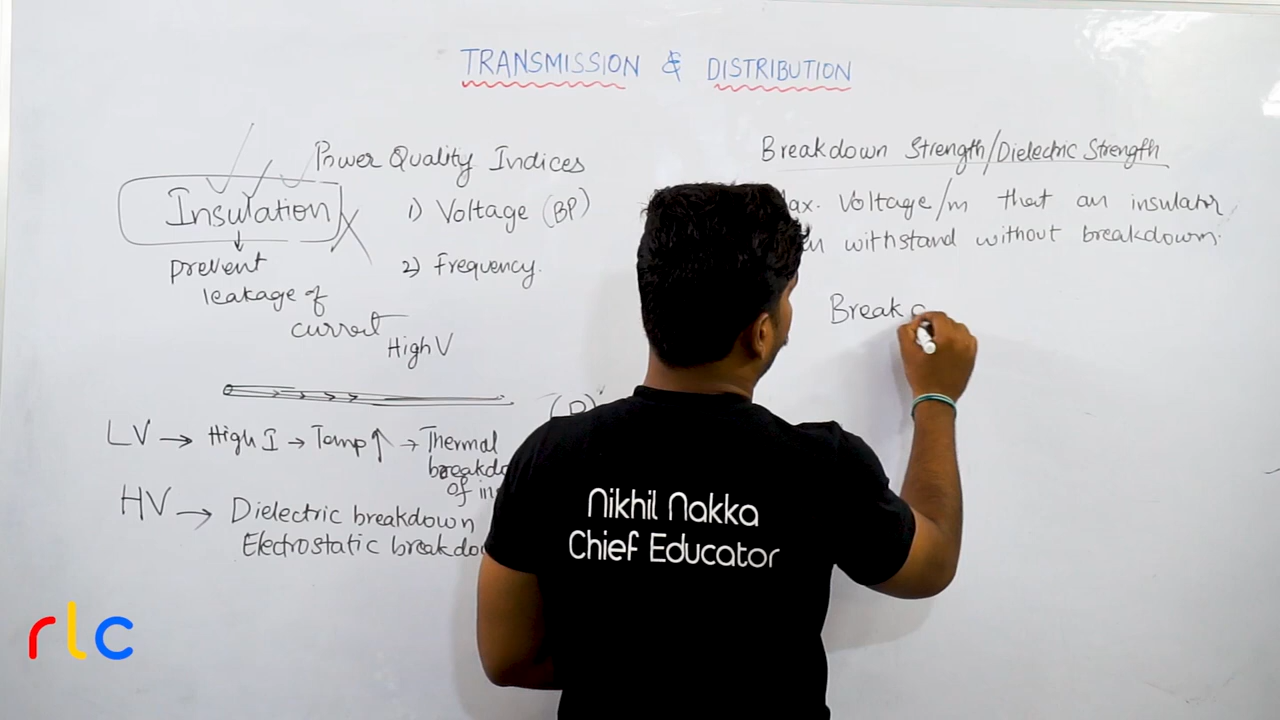 TRANSMISSION & DISTRIBUTION
Power Quality Indices
Insulation
1) Voltage (BP)
2) Frequency.
prevent
leakage of
current
High V
LV → High I → Temp ↑ → Thermal
breakdo
of in
HV → Dielectric breakdown
Electrostatic breakdow
Breakdown Strength/Dielectric Strength
Max. Voltage/m that an insulator
withstand without breakdown.
Break
Nikhil Nakka
Chief Educator
rlc